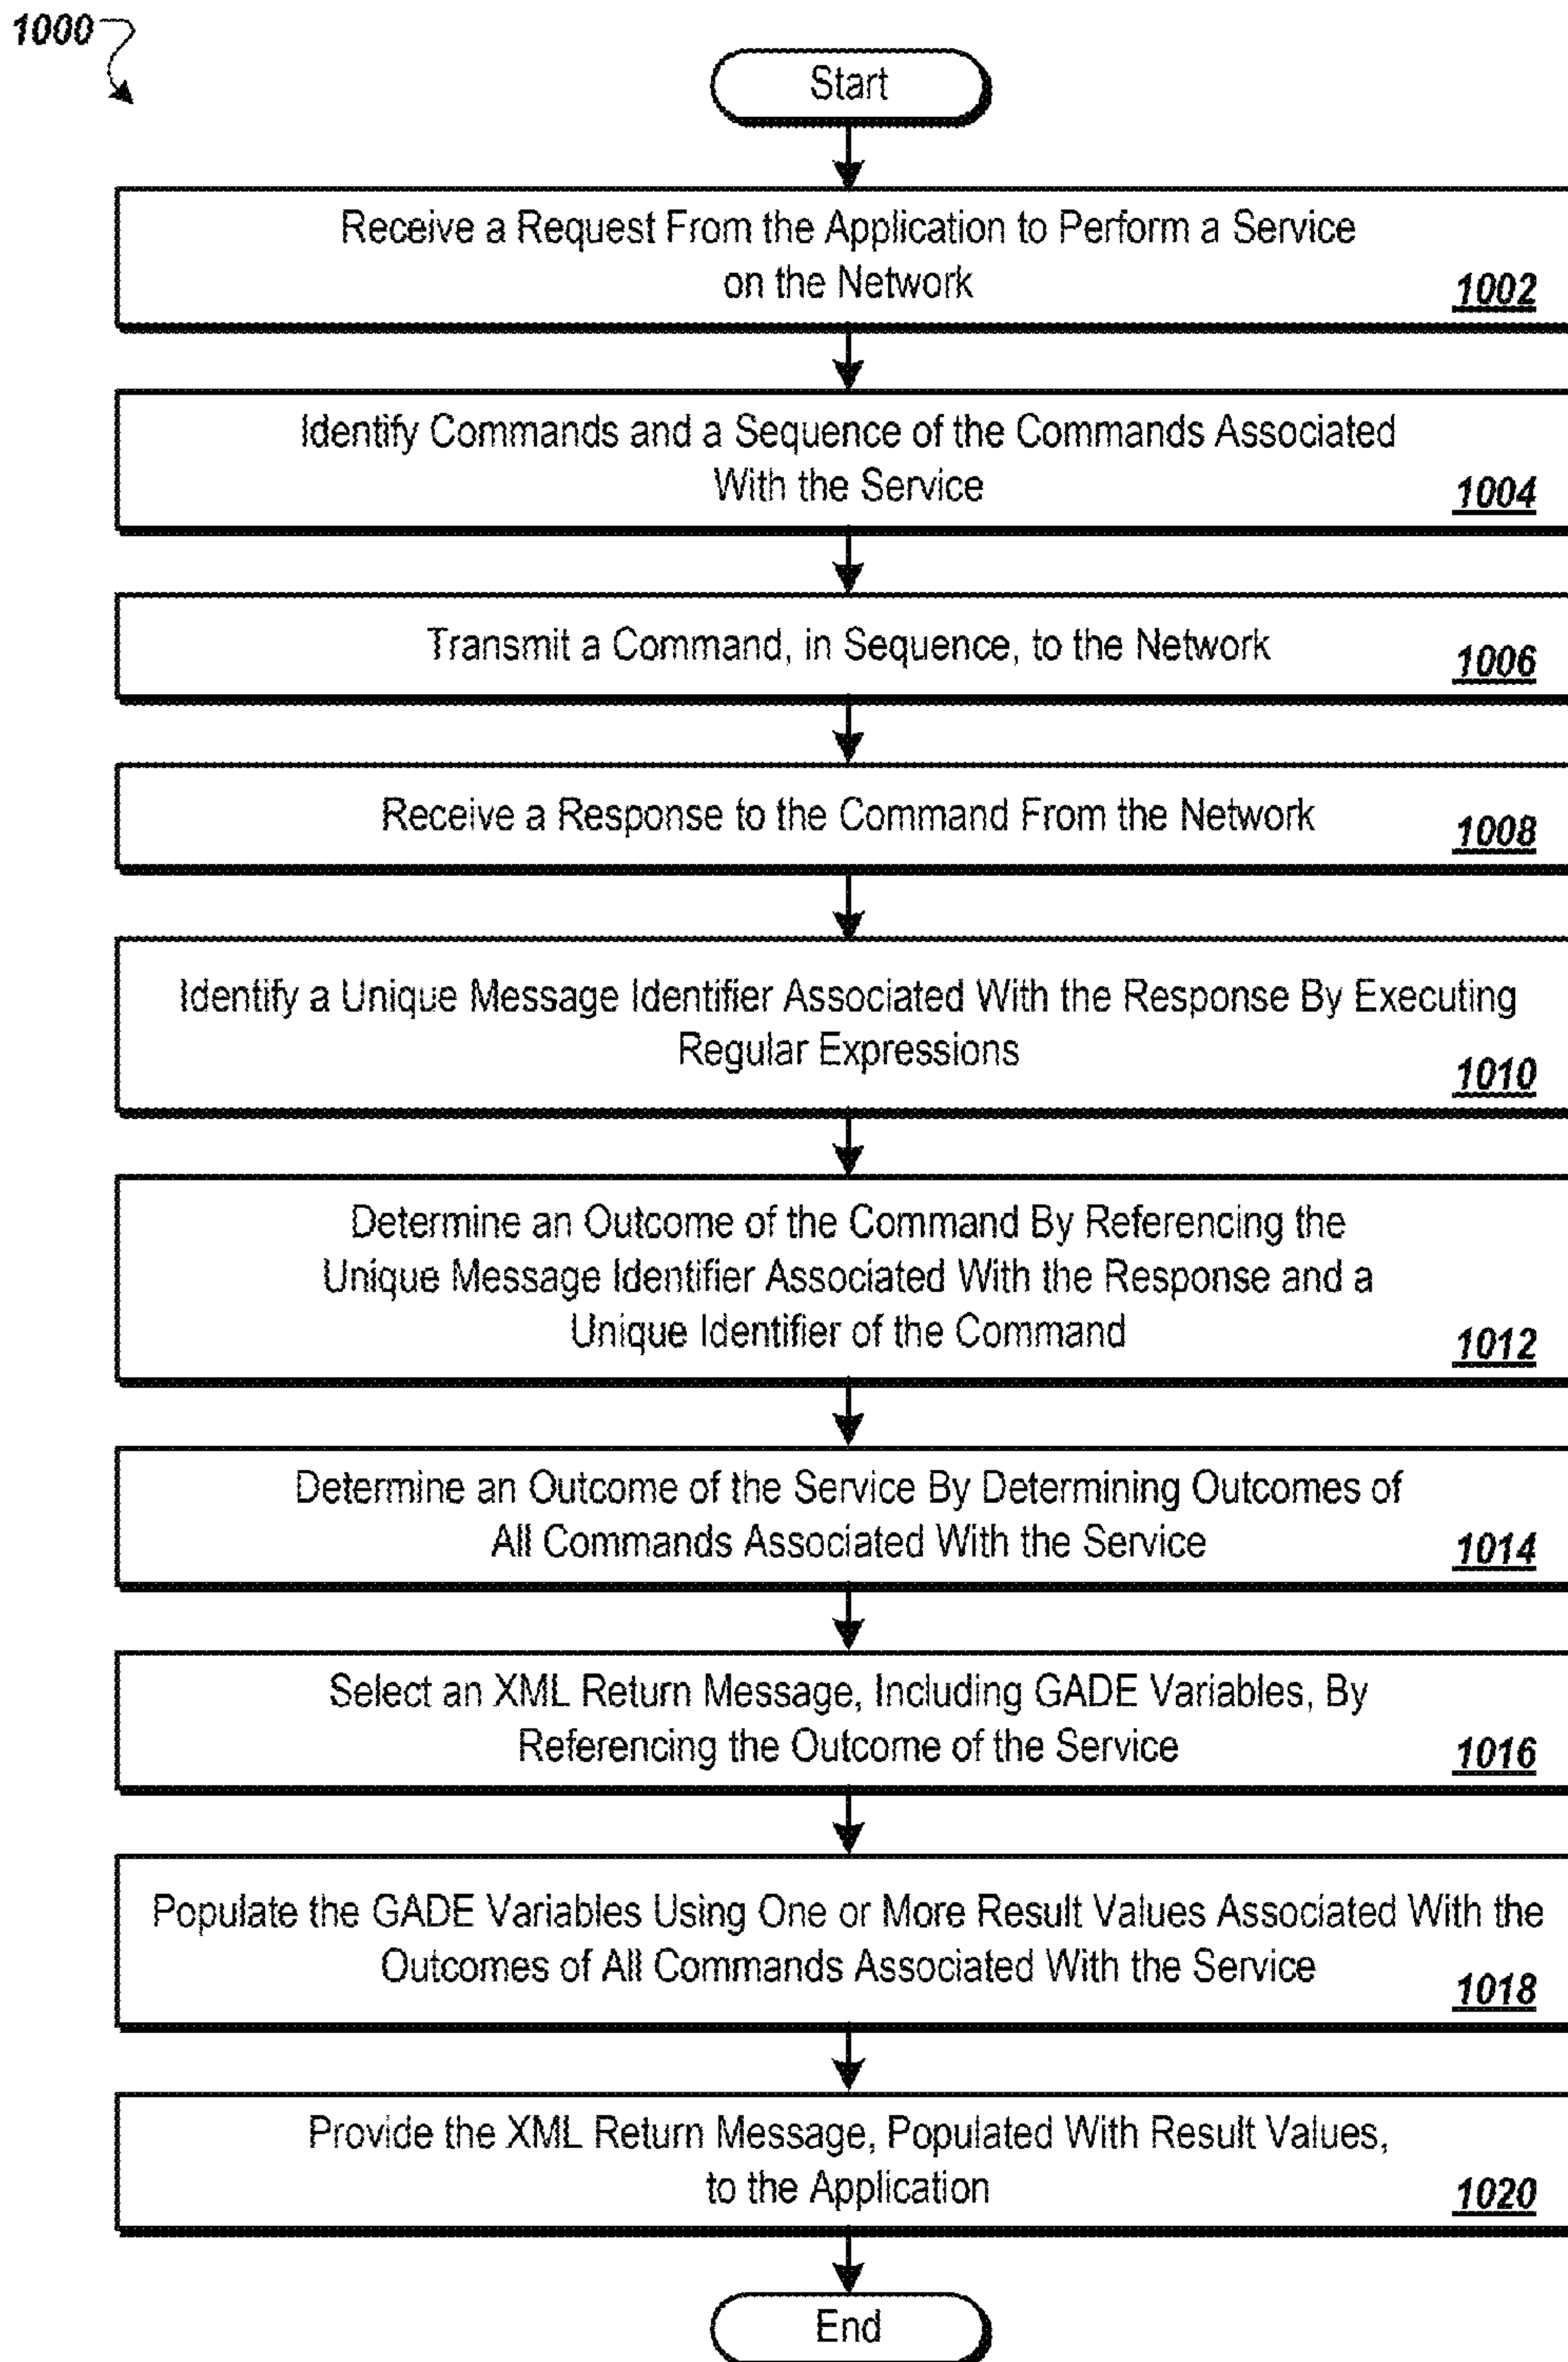 1000
Start
Receive a Request From the Application to Perform a Service
on the Network
1002
Identify Commands and a Sequence of the Commands Associated
With the Service
1004
Transmit a Command, in Sequence, to the Network
1006
Receive a Response to the Command From the Network
1008
Identify a Unique Message Identifier Associated With the Response By Executing
Regular Expressions
1010
Determine an Outcome of the Command By Referencing the
Unique Message Identifier Associated With the Response and a
Unique Identifier of the Command
1012
Determine an Outcome of the Service By Determining Outcomes of
All Commands Associated With the Service
1014
Select an XML Return Message, Including GADE Variables, By
Referencing the Outcome of the Service
1016
Populate the GADE Variables Using One or More Result Values Associated With the
Outcomes of All Commands Associated With the Service
1018
Provide the XML Return Message, Populated With Result Values,
to the Application
1020
End